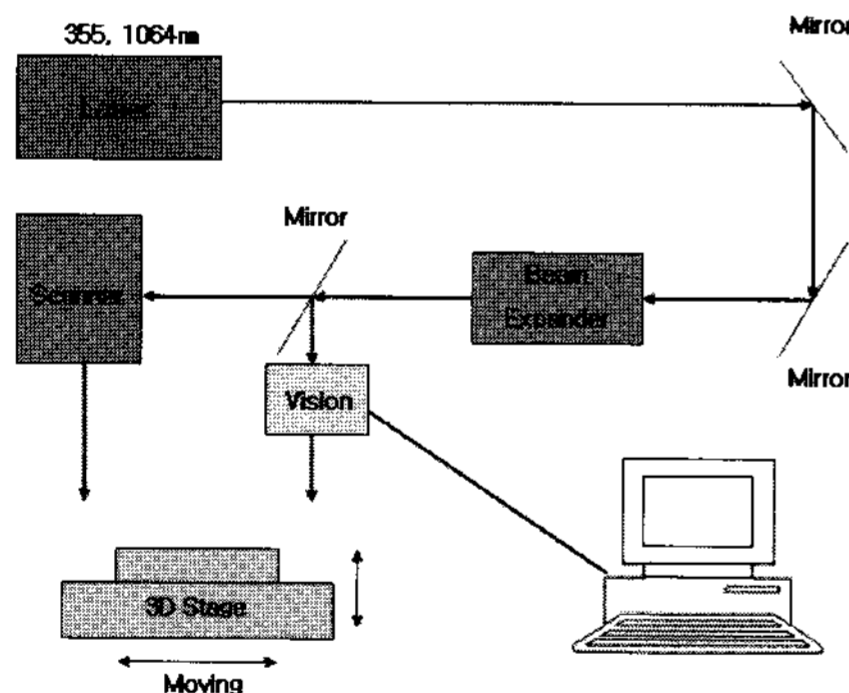 355, 1064nm
Mirror
Laser
Mirror
Scanner
Beam
Expander
Mirror
Vision
3D Stage
Moving